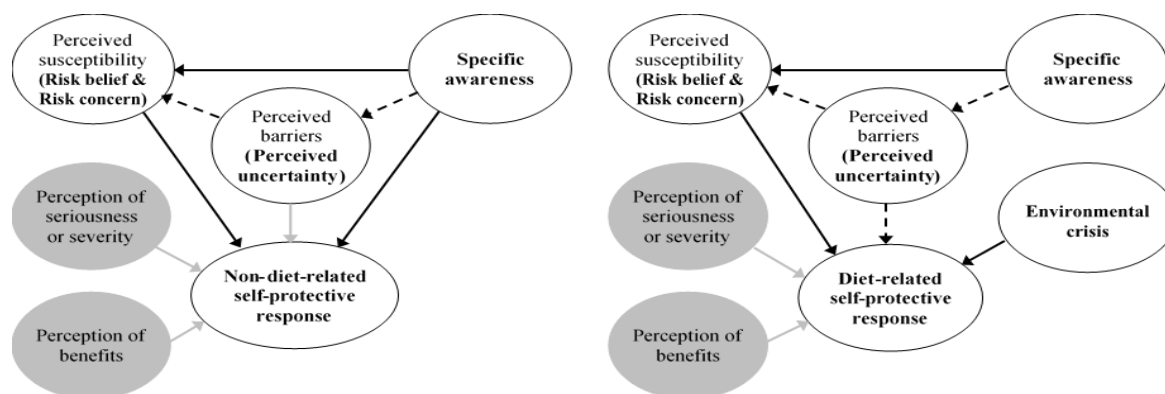 Perceived
susceptibility
(Risk belief &
Risk concern)
Specific
awareness
Perceived
barriers
(Perceived
uncertainty)
Perception of
seriousness
or severity
Non-diet-related
self-protective
response
Perception of
benefits
Perceived
susceptibility
(Risk belief &
Risk concern)
Specific
awareness
Perceived
barriers
(Perceived
uncertainty)
Perception of
seriousness
or severity
Environmental
crisis
Diet-related
self-protective
response
Perception of
benefits